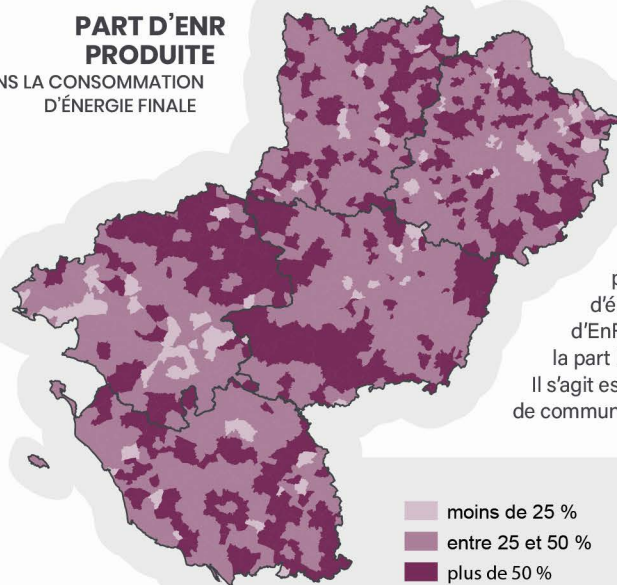 PART D'ENR
PRODUITE
NS LA CONSOMMATION
D'ÉNERGIE FINALE
p
d'é
d'EnF
la part
Il s'agit es
de commun
moins de 25 %
entre 25 et 50 %
plus de 50 %